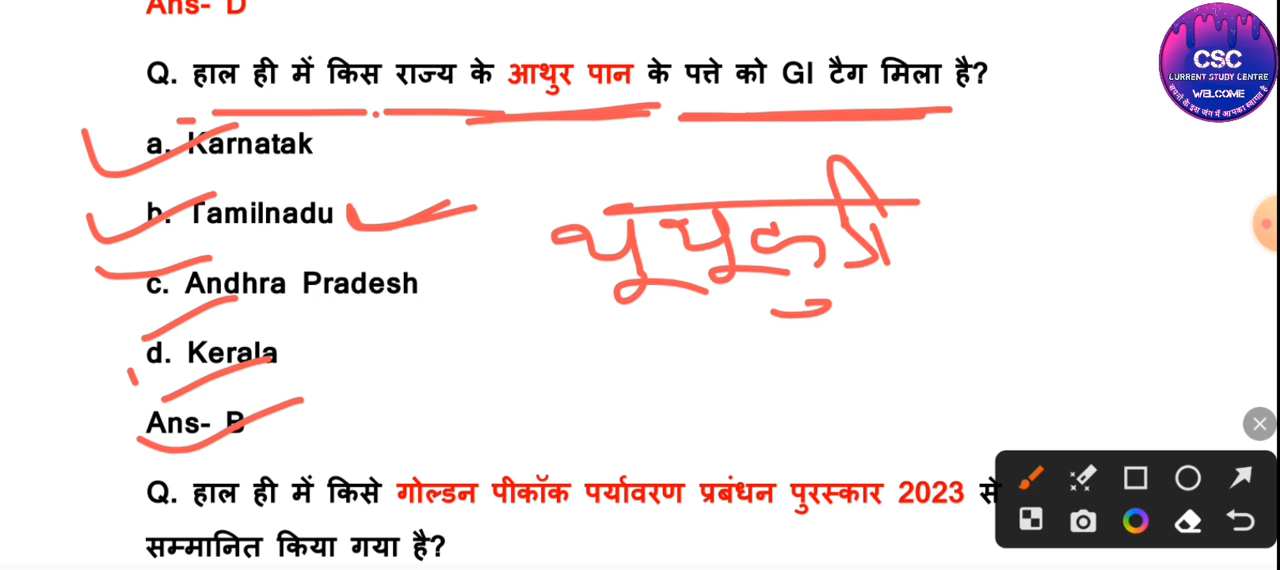 Ans- D
Q. हाल ही में किस राज्य के आथुर पान के पत्ते को GI टैग मिला है?
a. Karnatak
b. Tamilnadu
c. Andhra Pradesh
d. Kerala
Ans- B
Q. हाल ही में किसे गोल्डन पीकॉक पर्यावरण प्रबंधन पुरस्कार 2023 से
सम्मानित किया गया है?
CSC
CURRENT STUDY CENTRE
WELCOME